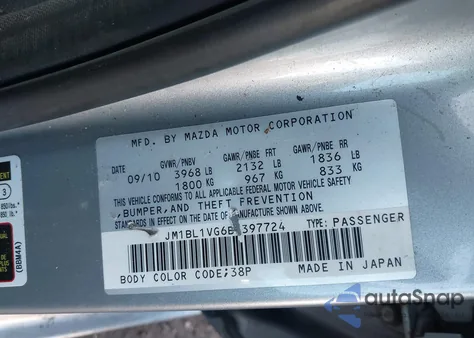 MFD. BY MAZDA MOTOR CORPORATION
GVWR/PNBV GAWR/PNBE FRT GAWR/PNBE RR
09/10 3968 LB 2132 LB 1836 LB
1800 KG 967 KG 833 KG
THIS VEHICLE CONFORMS TO ALL APPLICABLE FEDERAL MOTOR VEHICLE SAFETY
,BUMPER,AND THEFT PREVENTION
STANDARDS IN EFFECT ON THE DATE OF MANUFACTURE SHOWN ABOVE.
JM1BL1VG6B 397724 TYPE: PASSENGER
BODY COLOR CODE;38P MADE IN JAPAN
3
(BBM4A)
autoSnap